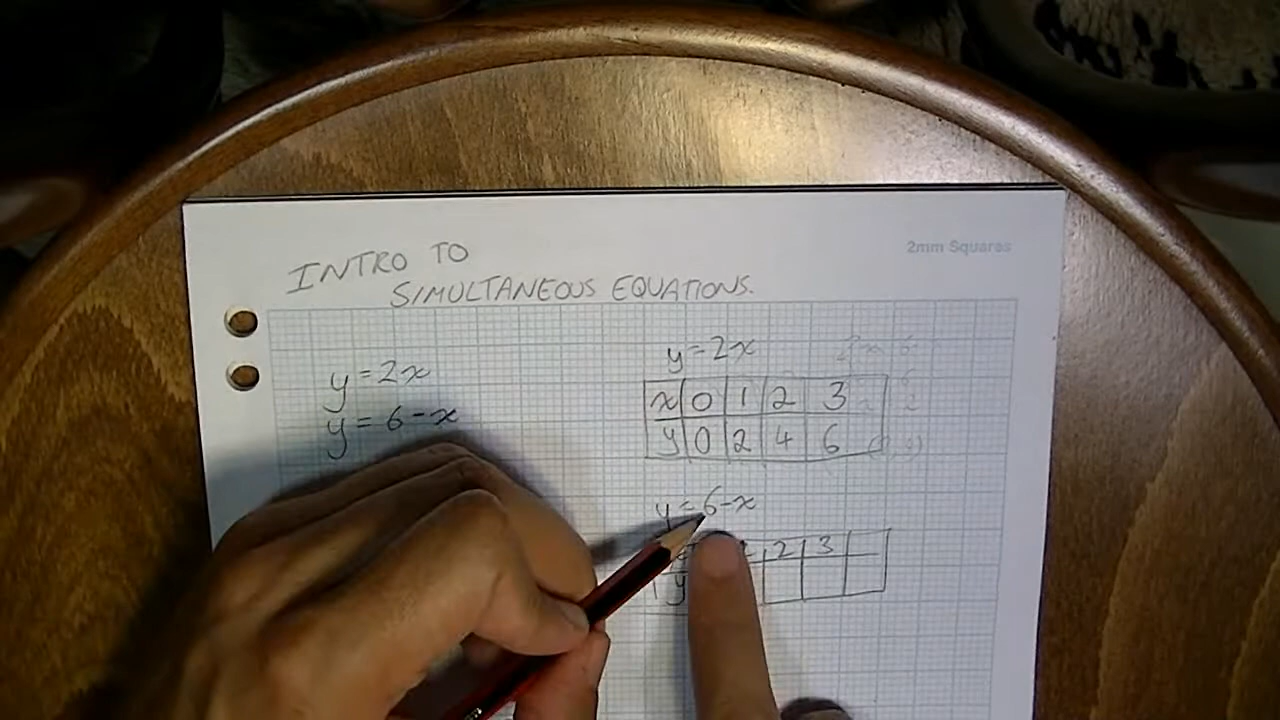 INTRO TO
SIMULTANEOUS EQUATIONS.
2mm Squares
y = 2x
y = 6 - x
y = 2x
x 0 1 2 3
y 0 2 4 6
y = 6 - x
2 3
y